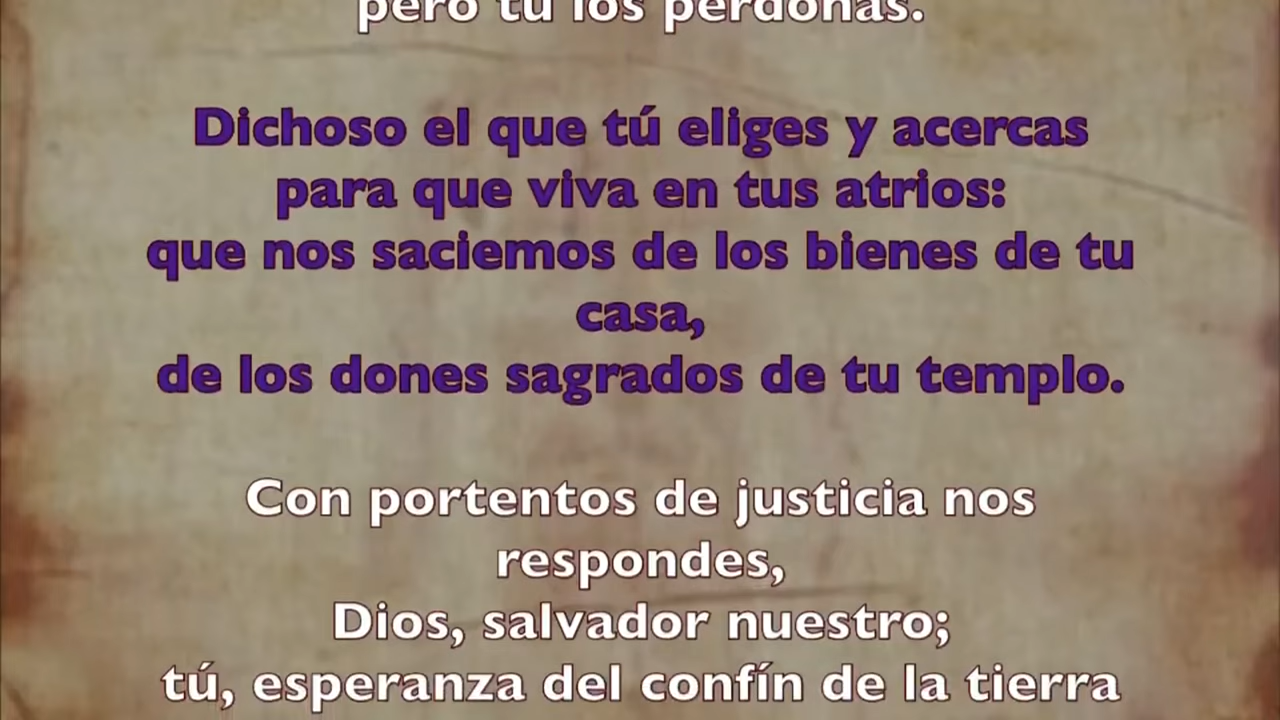 pero tú los perdonas.
Dichoso el que tú eliges y acercas
para que viva en tus atrios:
que nos saciemos de los bienes de tu
casa,
de los dones sagrados de tu templo.
Con portentos de justicia nos
respondes,
Dios, salvador nuestro;
tú, esperanza del confín de la tierra